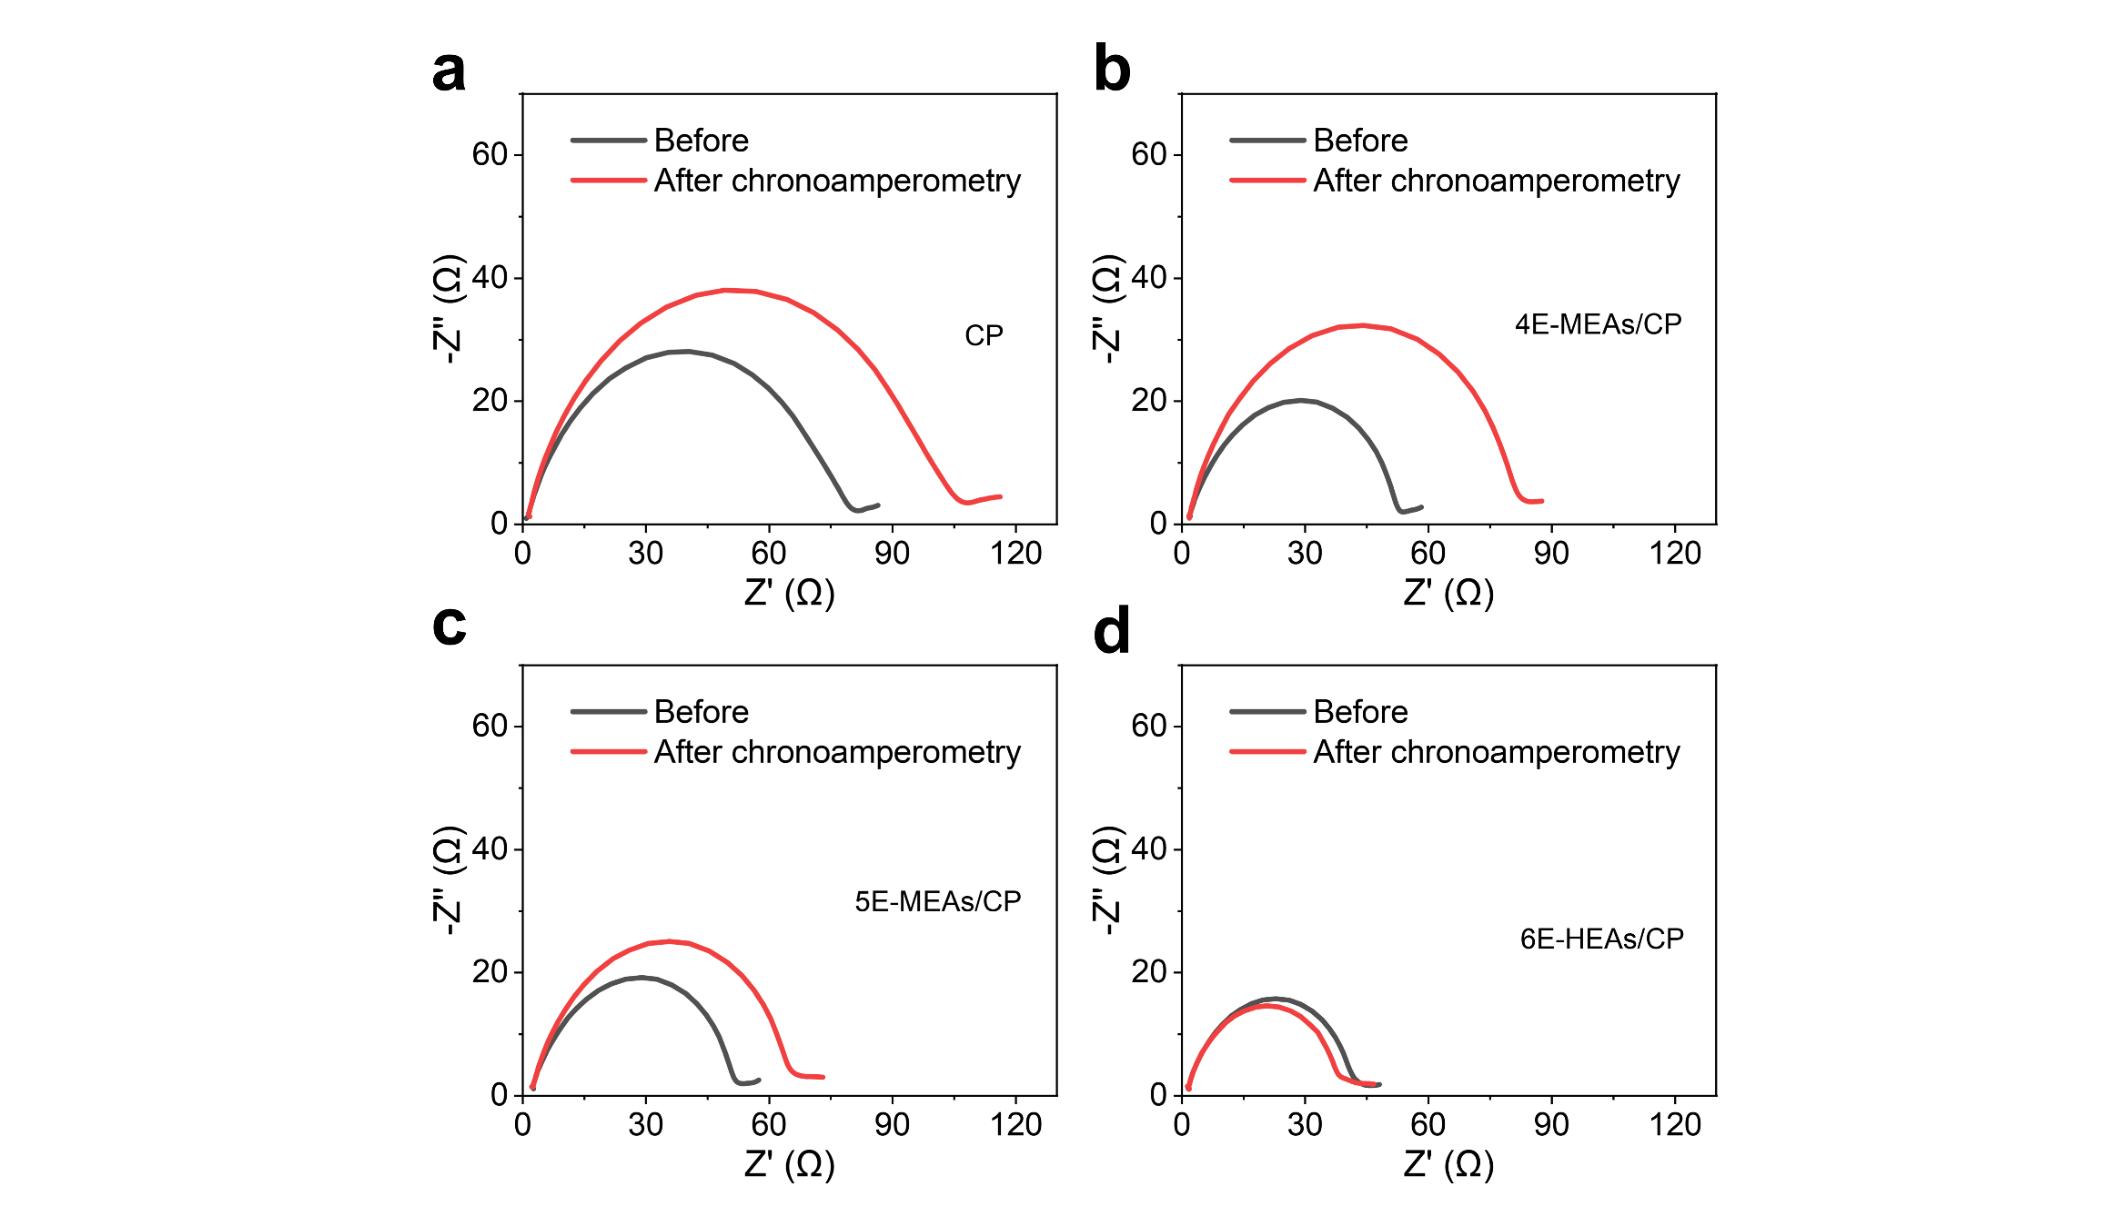 a
Before
After chronoamperometry
CP
60
40
20
0
-Z'' (Ω)
0 30 60 90 120
Z' (Ω)
b
Before
After chronoamperometry
4E-MEAs/CP
60
40
20
0
-Z'' (Ω)
0 30 60 90 120
Z' (Ω)
c
Before
After chronoamperometry
5E-MEAs/CP
60
40
20
0
-Z'' (Ω)
0 30 60 90 120
Z' (Ω)
d
Before
After chronoamperometry
6E-HEAs/CP
60
40
20
0
-Z'' (Ω)
0 30 60 90 120
Z' (Ω)